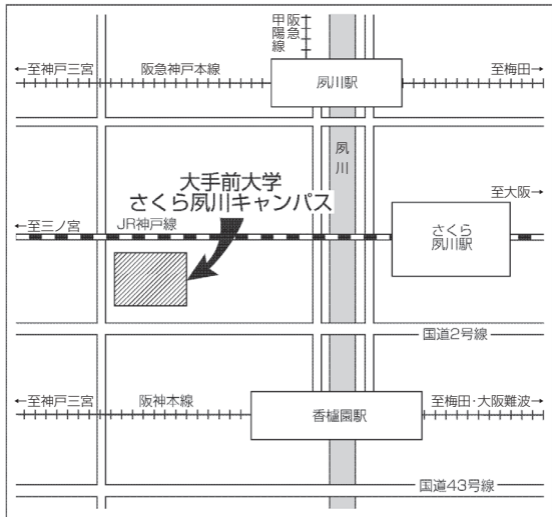 阪急
甲陽線
←至神戸三宮
阪急神戸本線
夙川駅
至梅田→
夙川
大手前大学
さくら夙川キャンパス
至大阪→
←至三ノ宮
JR神戸線
さくら
夙川駅
国道2号線
←至神戸三宮
阪神本線
香櫨園駅
至梅田・大阪難波→
国道43号線